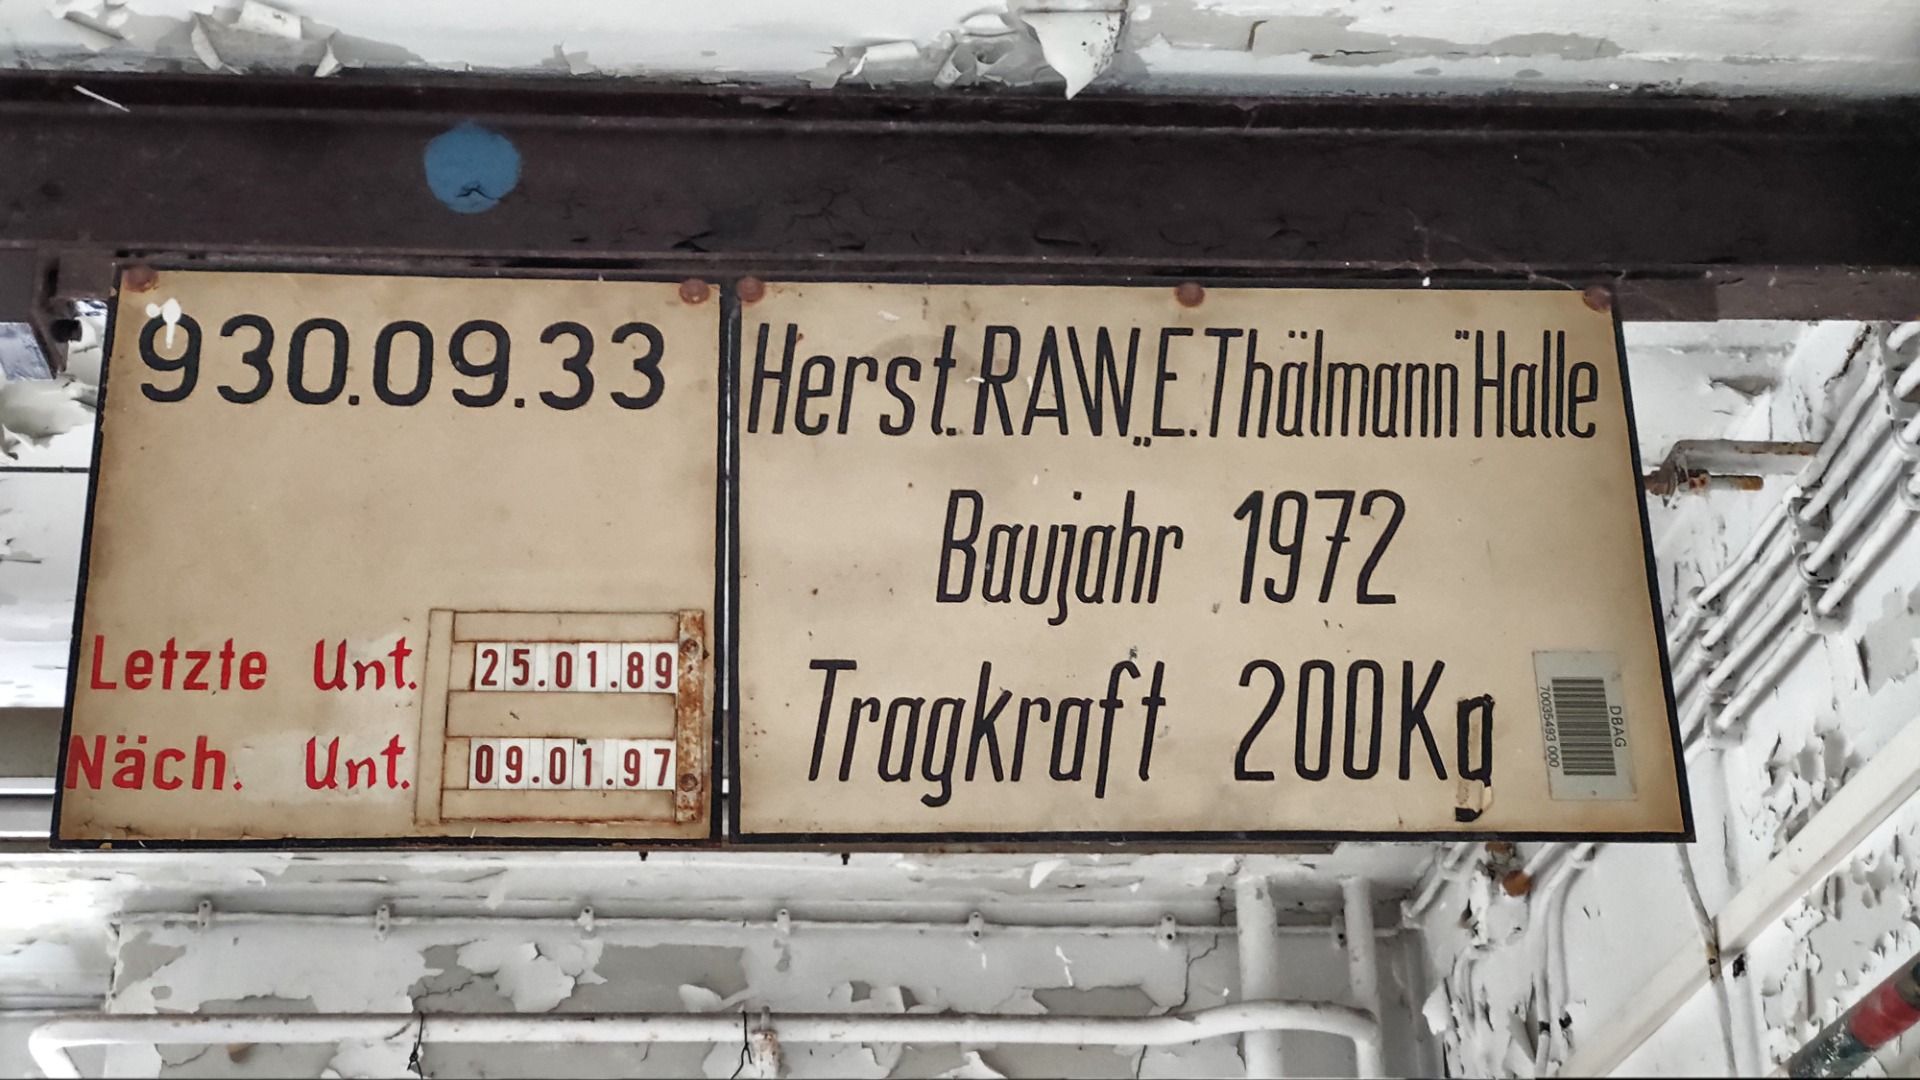 930.09.33
Letzte Unt. 25.01.89
Näch. Unt. 09.01.97
Herst. RAW „E.Thälmann" Halle
Baujahr 1972
Tragkraft 200Kg
DBAG
70035493 000